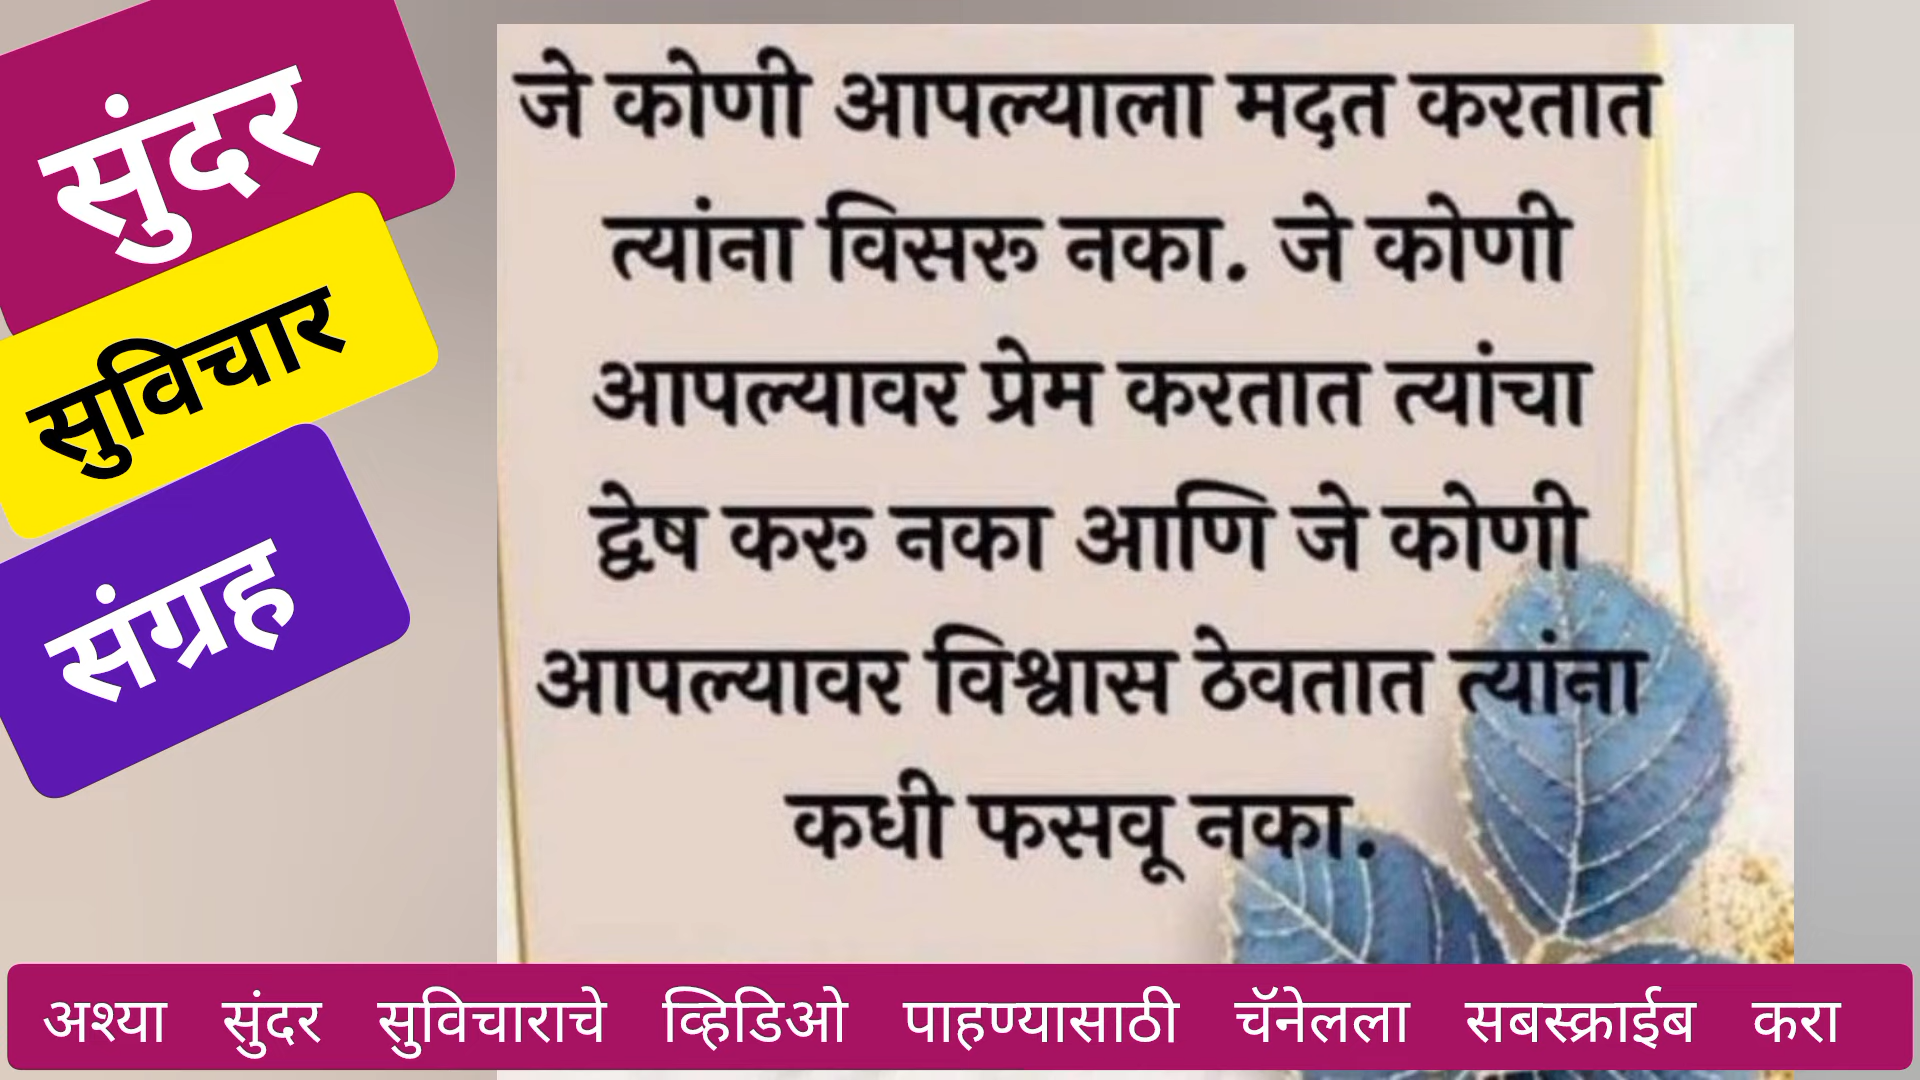 सुंदर
सुविचार
संग्रह
जे कोणी आपल्याला मदत करतात
त्यांना विसरू नका. जे कोणी
आपल्यावर प्रेम करतात त्यांचा
द्वेष करू नका आणि जे कोणी
आपल्यावर विश्वास ठेवतात त्यांना
कधी फसवू नका.
अश्या सुंदर सुविचाराचे व्हिडिओ पाहण्यासाठी चॅनेलला सबस्क्राईब करा